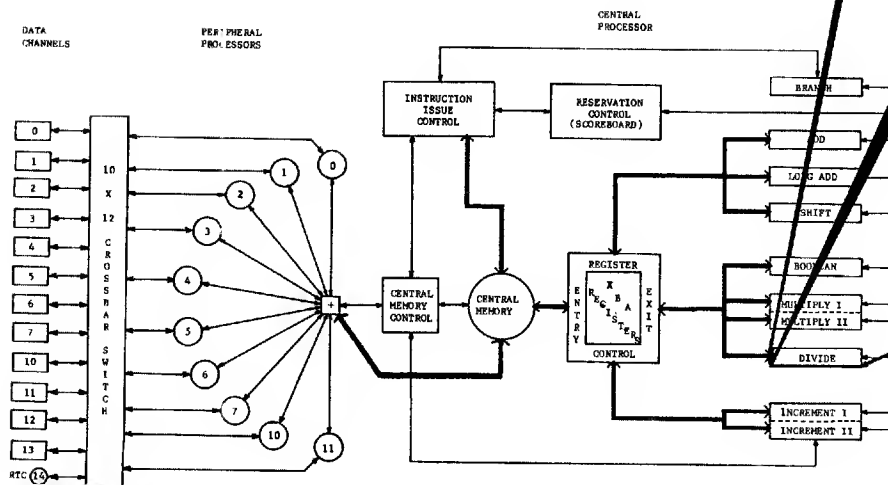 DATA
CHANNELS
PERIPHERAL
PROCESSORS
CENTRAL
PROCESSOR
0
1
2
3
4
5
6
7
10
11
12
13
RTC 14
10
X
12
CROSSBAR
SWITCH
0
1
2
3
4
5
6
7
10
11
+
INSTRUCTION
ISSUE
CONTROL
RESERVATION
CONTROL
(SCOREBOARD)
CENTRAL
MEMORY
CONTROL
CENTRAL
MEMORY
REGISTER
ENTRY
X
B
A
REGISTERS
EXIT
CONTROL
BRANCH
ADD
LONG ADD
SHIFT
BOOLEAN
MULTIPLY I
MULTIPLY II
DIVIDE
INCREMENT I
INCREMENT II